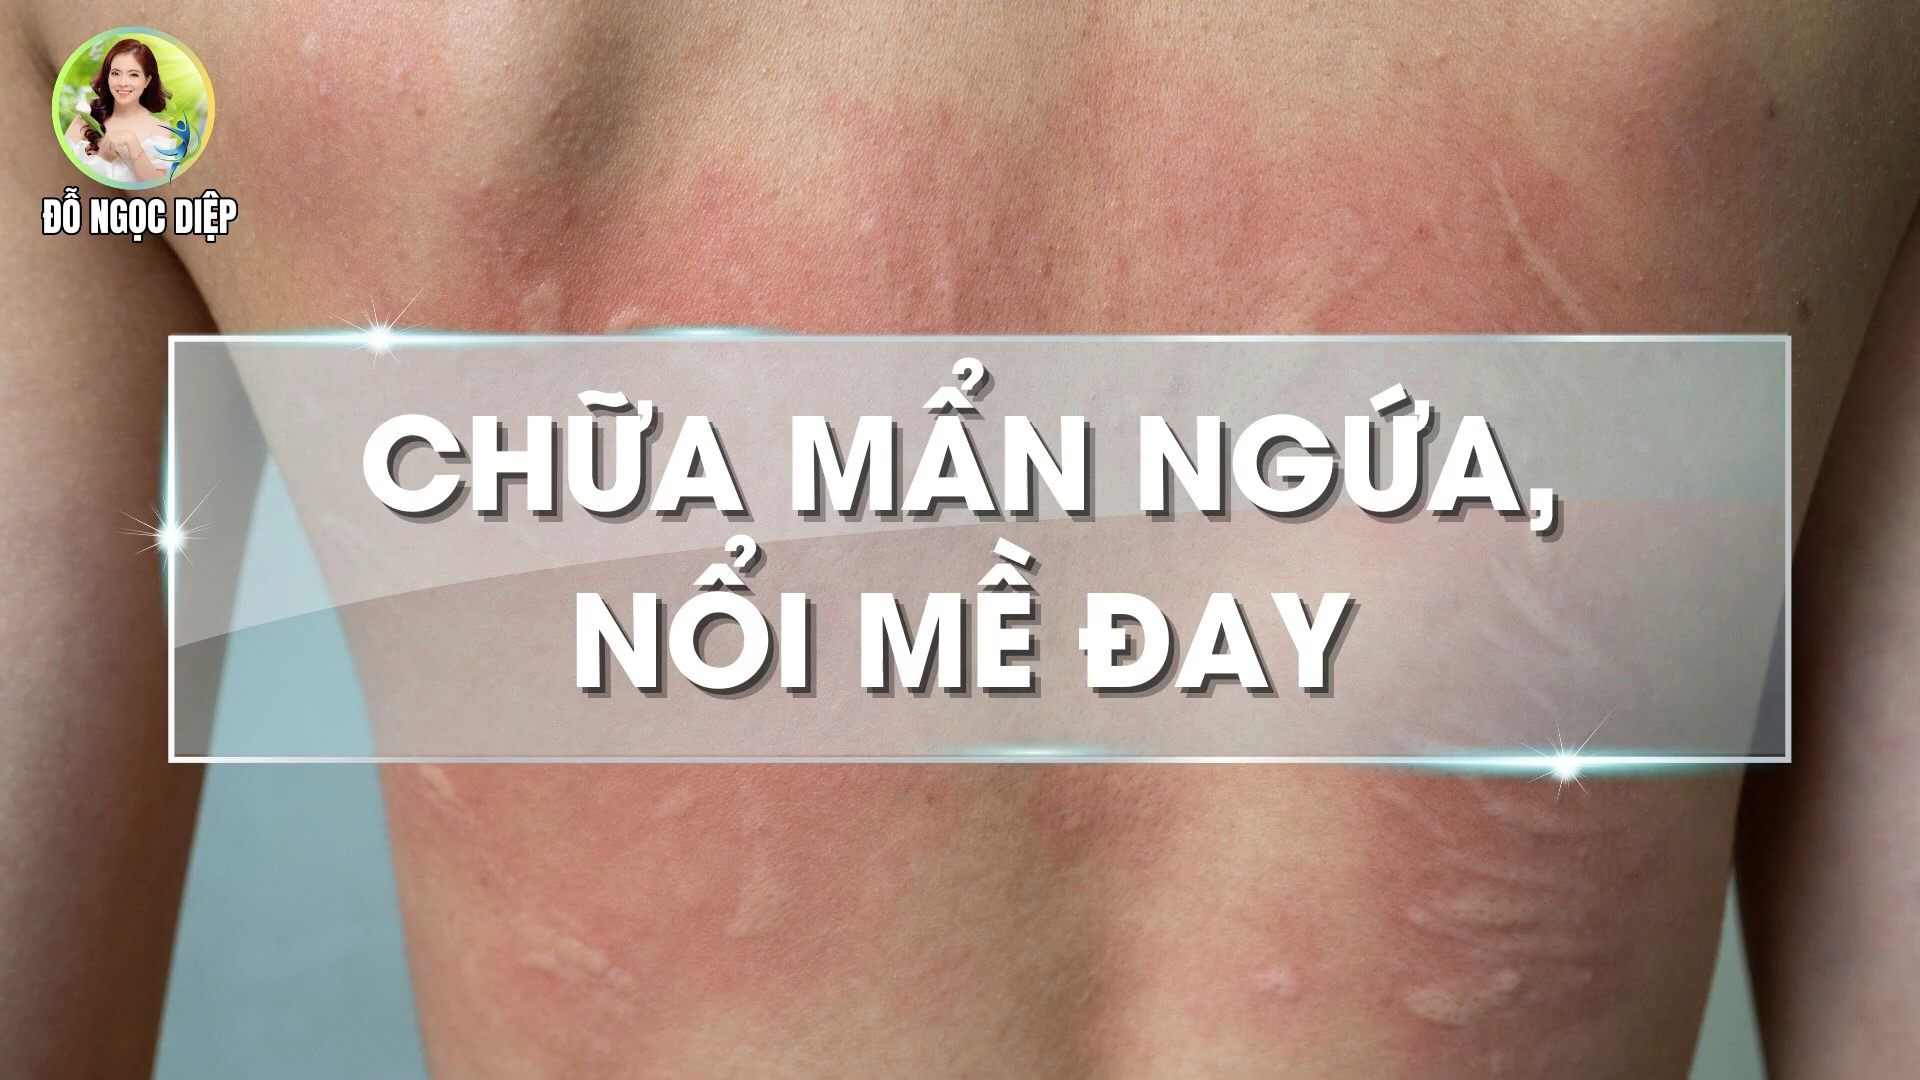 ĐỖ NGỌC DIỆP
CHỮA MẨN NGỨA,
NỔI MỀ ĐAY